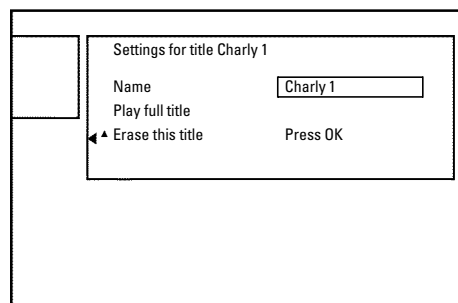 Settings for title Charly 1
Name Charly 1
Play full title
Erase this title Press OK